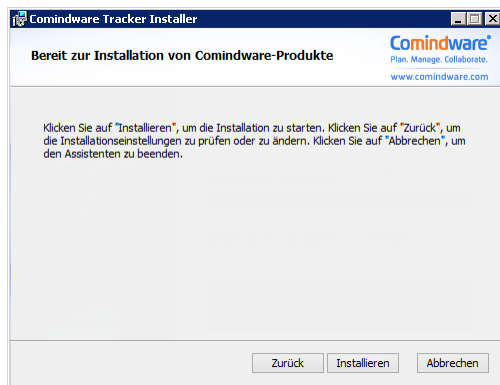 Comindware Tracker Installer
Bereit zur Installation von Comindware-Produkte
Comindware®
Plan. Manage. Collaborate.
www.comindware.com
Klicken Sie auf "Installieren", um die Installation zu starten. Klicken Sie auf "Zurück", um
die Installationseinstellungen zu prüfen oder zu ändern. Klicken Sie auf "Abbrechen", um
den Assistenten zu beenden.
Zurück
Installieren
Abbrechen